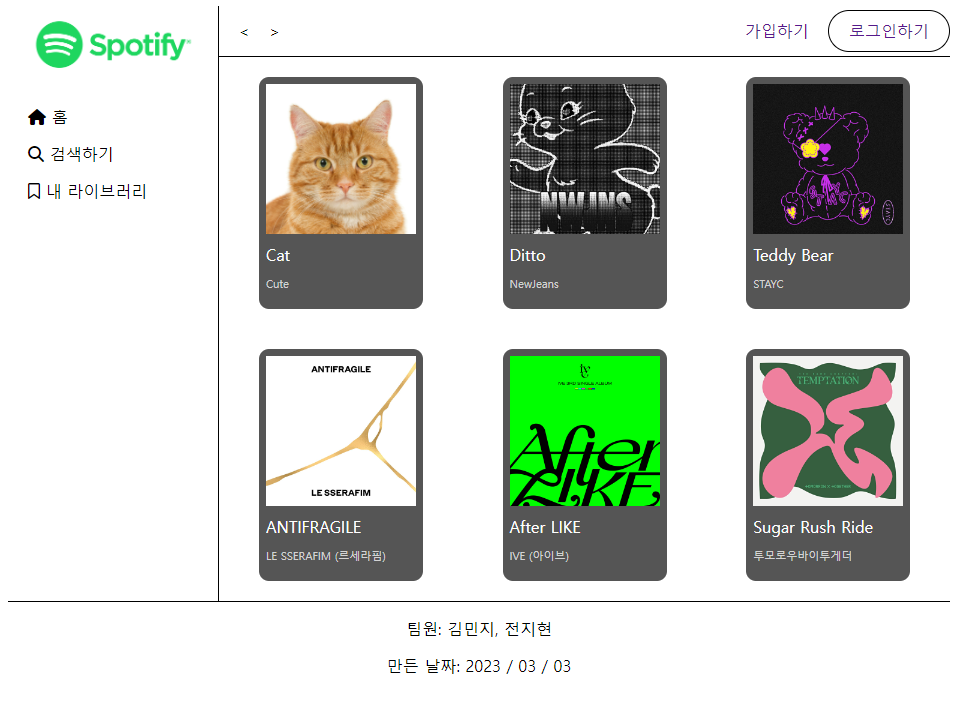 Spotify
< >
가입하기
로그인하기
홈
검색하기
내 라이브러리
Cat
Cute
NWJNS
Ditto
NewJeans
STAYC
Teddy Bear
STAYC
ANTIFRAGILE
LE SSERAFIM
ANTIFRAGILE
LE SSERAFIM (르세라핌)
After
LIKE
After LIKE
IVE (아이브)
TEMPTATION
Sugar Rush Ride
투모로우바이투게더
팀원: 김민지, 전지현
만든 날짜: 2023 / 03 / 03